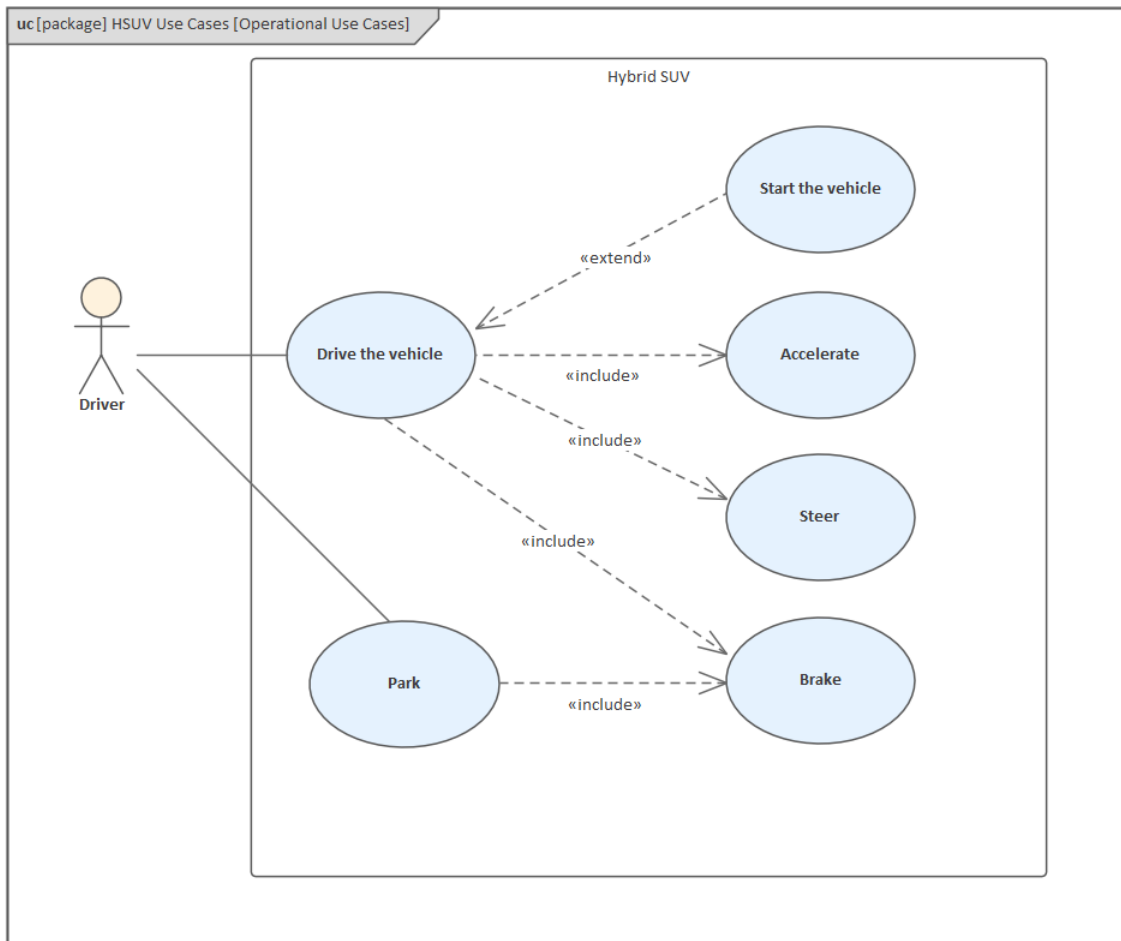 uc [package] HSUV Use Cases [Operational Use Cases]
Hybrid SUV
Start the vehicle
«extend»
Drive the vehicle
Accelerate
«include»
Driver
«include»
Steer
«include»
Park
Brake
«include»